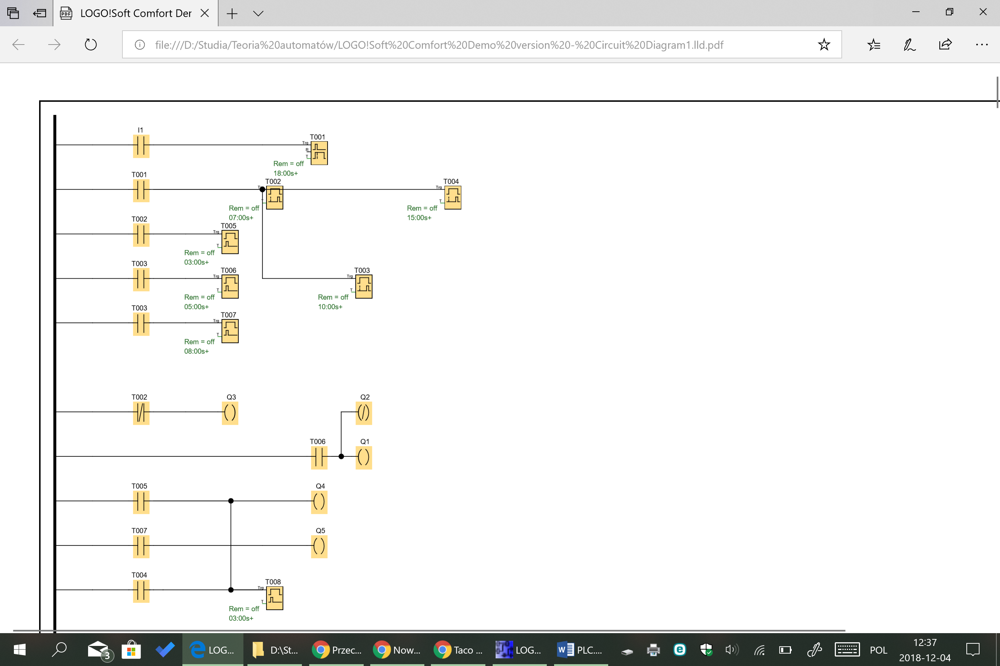 LOGO!Soft Comfort Der
file:///D:/Studia/Teoria%20automatów/LOGO!Soft%20Comfort%20Demo%20version%20-%20Circuit%20Diagram1.lld.pdf
I1
T001
Trg
R
T
Rem = off
18:00s+
T001
T002
T004
Trg
T
Rem = off
07:00s+
Rem = off
15:00s+
T002
T005
Trg
T
Rem = off
03:00s+
T003
T006
Trg
T
Rem = off
05:00s+
T003
Trg
T
Rem = off
10:00s+
T003
T007
Trg
T
Rem = off
08:00s+
T002
Q3
Q2
T006
Q1
T005
Q4
T007
Q5
T004
T008
Trg
T
Rem = off
03:00s+
3
LOG...
D:\St...
Przec...
Now...
Taco ...
LOG...
PLC....
POL
12:37
2018-12-04